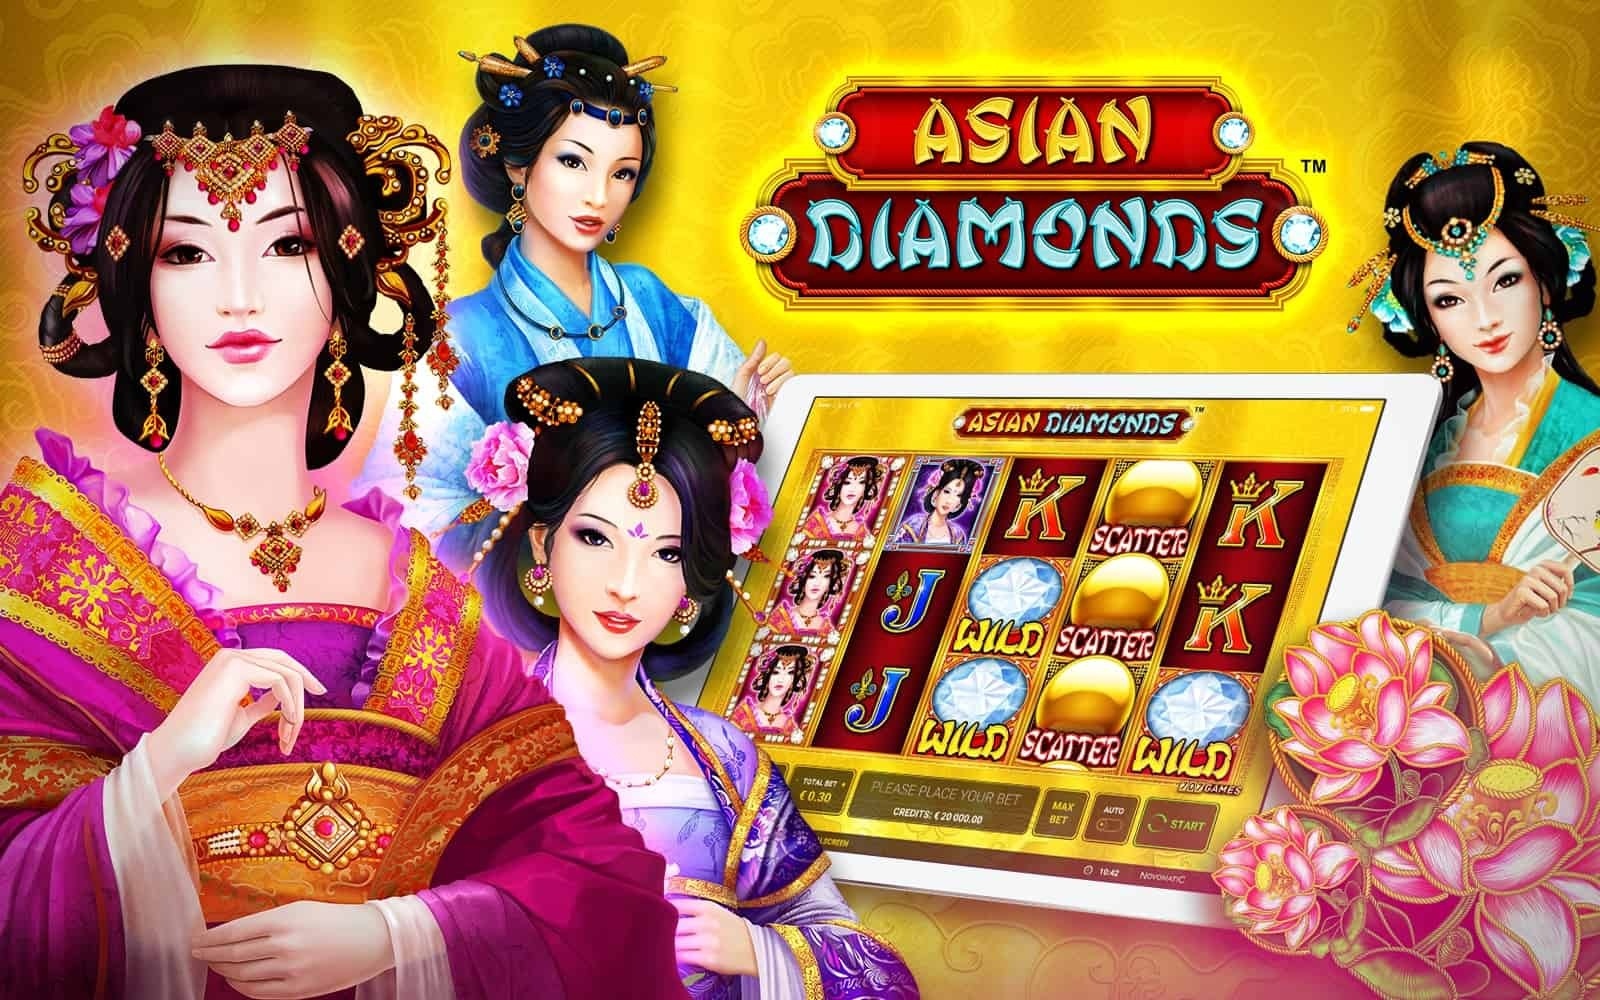 ASIAN
DIAMONDS
TM
ASIAN DIAMONDS
TM
K
SCATTER
K
J
WILD
SCATTER
K
J
WILD
SCATTER
WILD
707GAMES
TOTAL BET
€ 0.30
PLEASE PLACE YOUR BET
CREDITS: € 20 000.00
MAX
BET
AUTO
START
10:42
NOVOMATIC